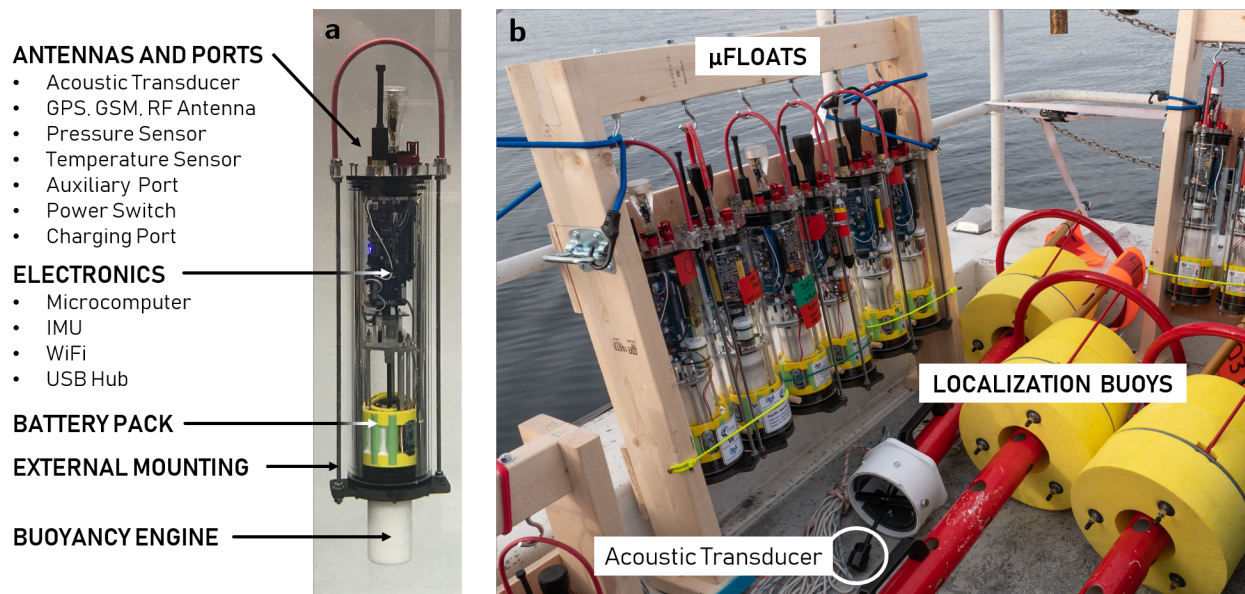 a
ANTENNAS AND PORTS
• Acoustic Transducer
• GPS, GSM, RF Antenna
• Pressure Sensor
• Temperature Sensor
• Auxiliary Port
• Power Switch
• Charging Port
ELECTRONICS
• Microcomputer
• IMU
• WiFi
• USB Hub
BATTERY PACK
EXTERNAL MOUNTING
BUOYANCY ENGINE
b
µFLOATS
LOCALIZATION BUOYS
Acoustic Transducer